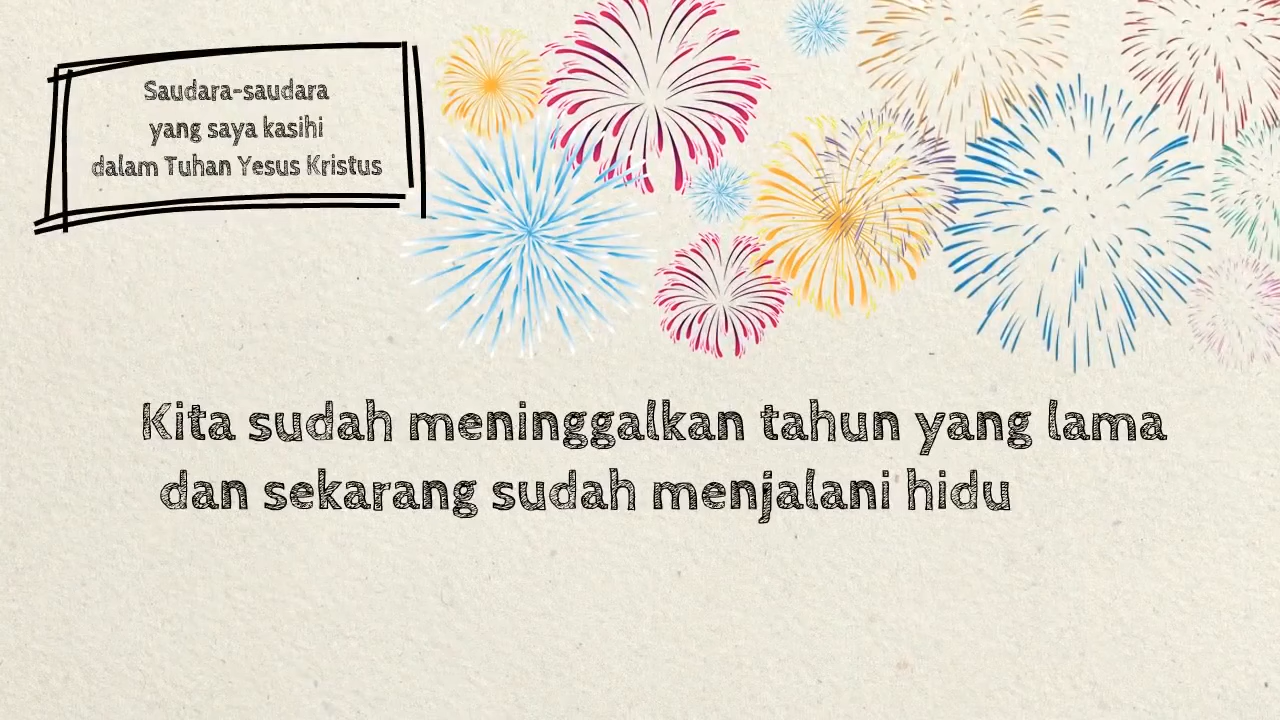 Saudara-saudara
yang saya kasihi
dalam Tuhan Yesus Kristus
Kita sudah meninggalkan tahun yang lama
dan sekarang sudah menjalani hidu